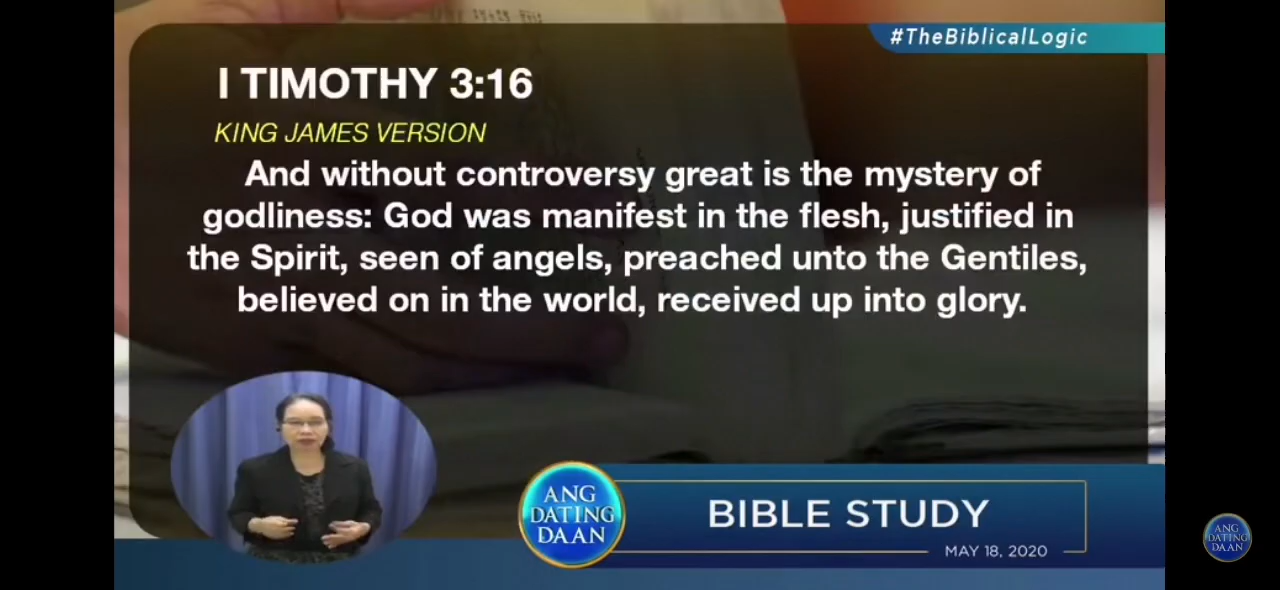 #TheBiblicalLogic
I TIMOTHY 3:16
KING JAMES VERSION
And without controversy great is the mystery of
godliness: God was manifest in the flesh, justified in
the Spirit, seen of angels, preached unto the Gentiles,
believed on in the world, received up into glory.
ANG
DATING
DAAN
BIBLE STUDY
MAY 18, 2020
ANG
DATING
DAAN